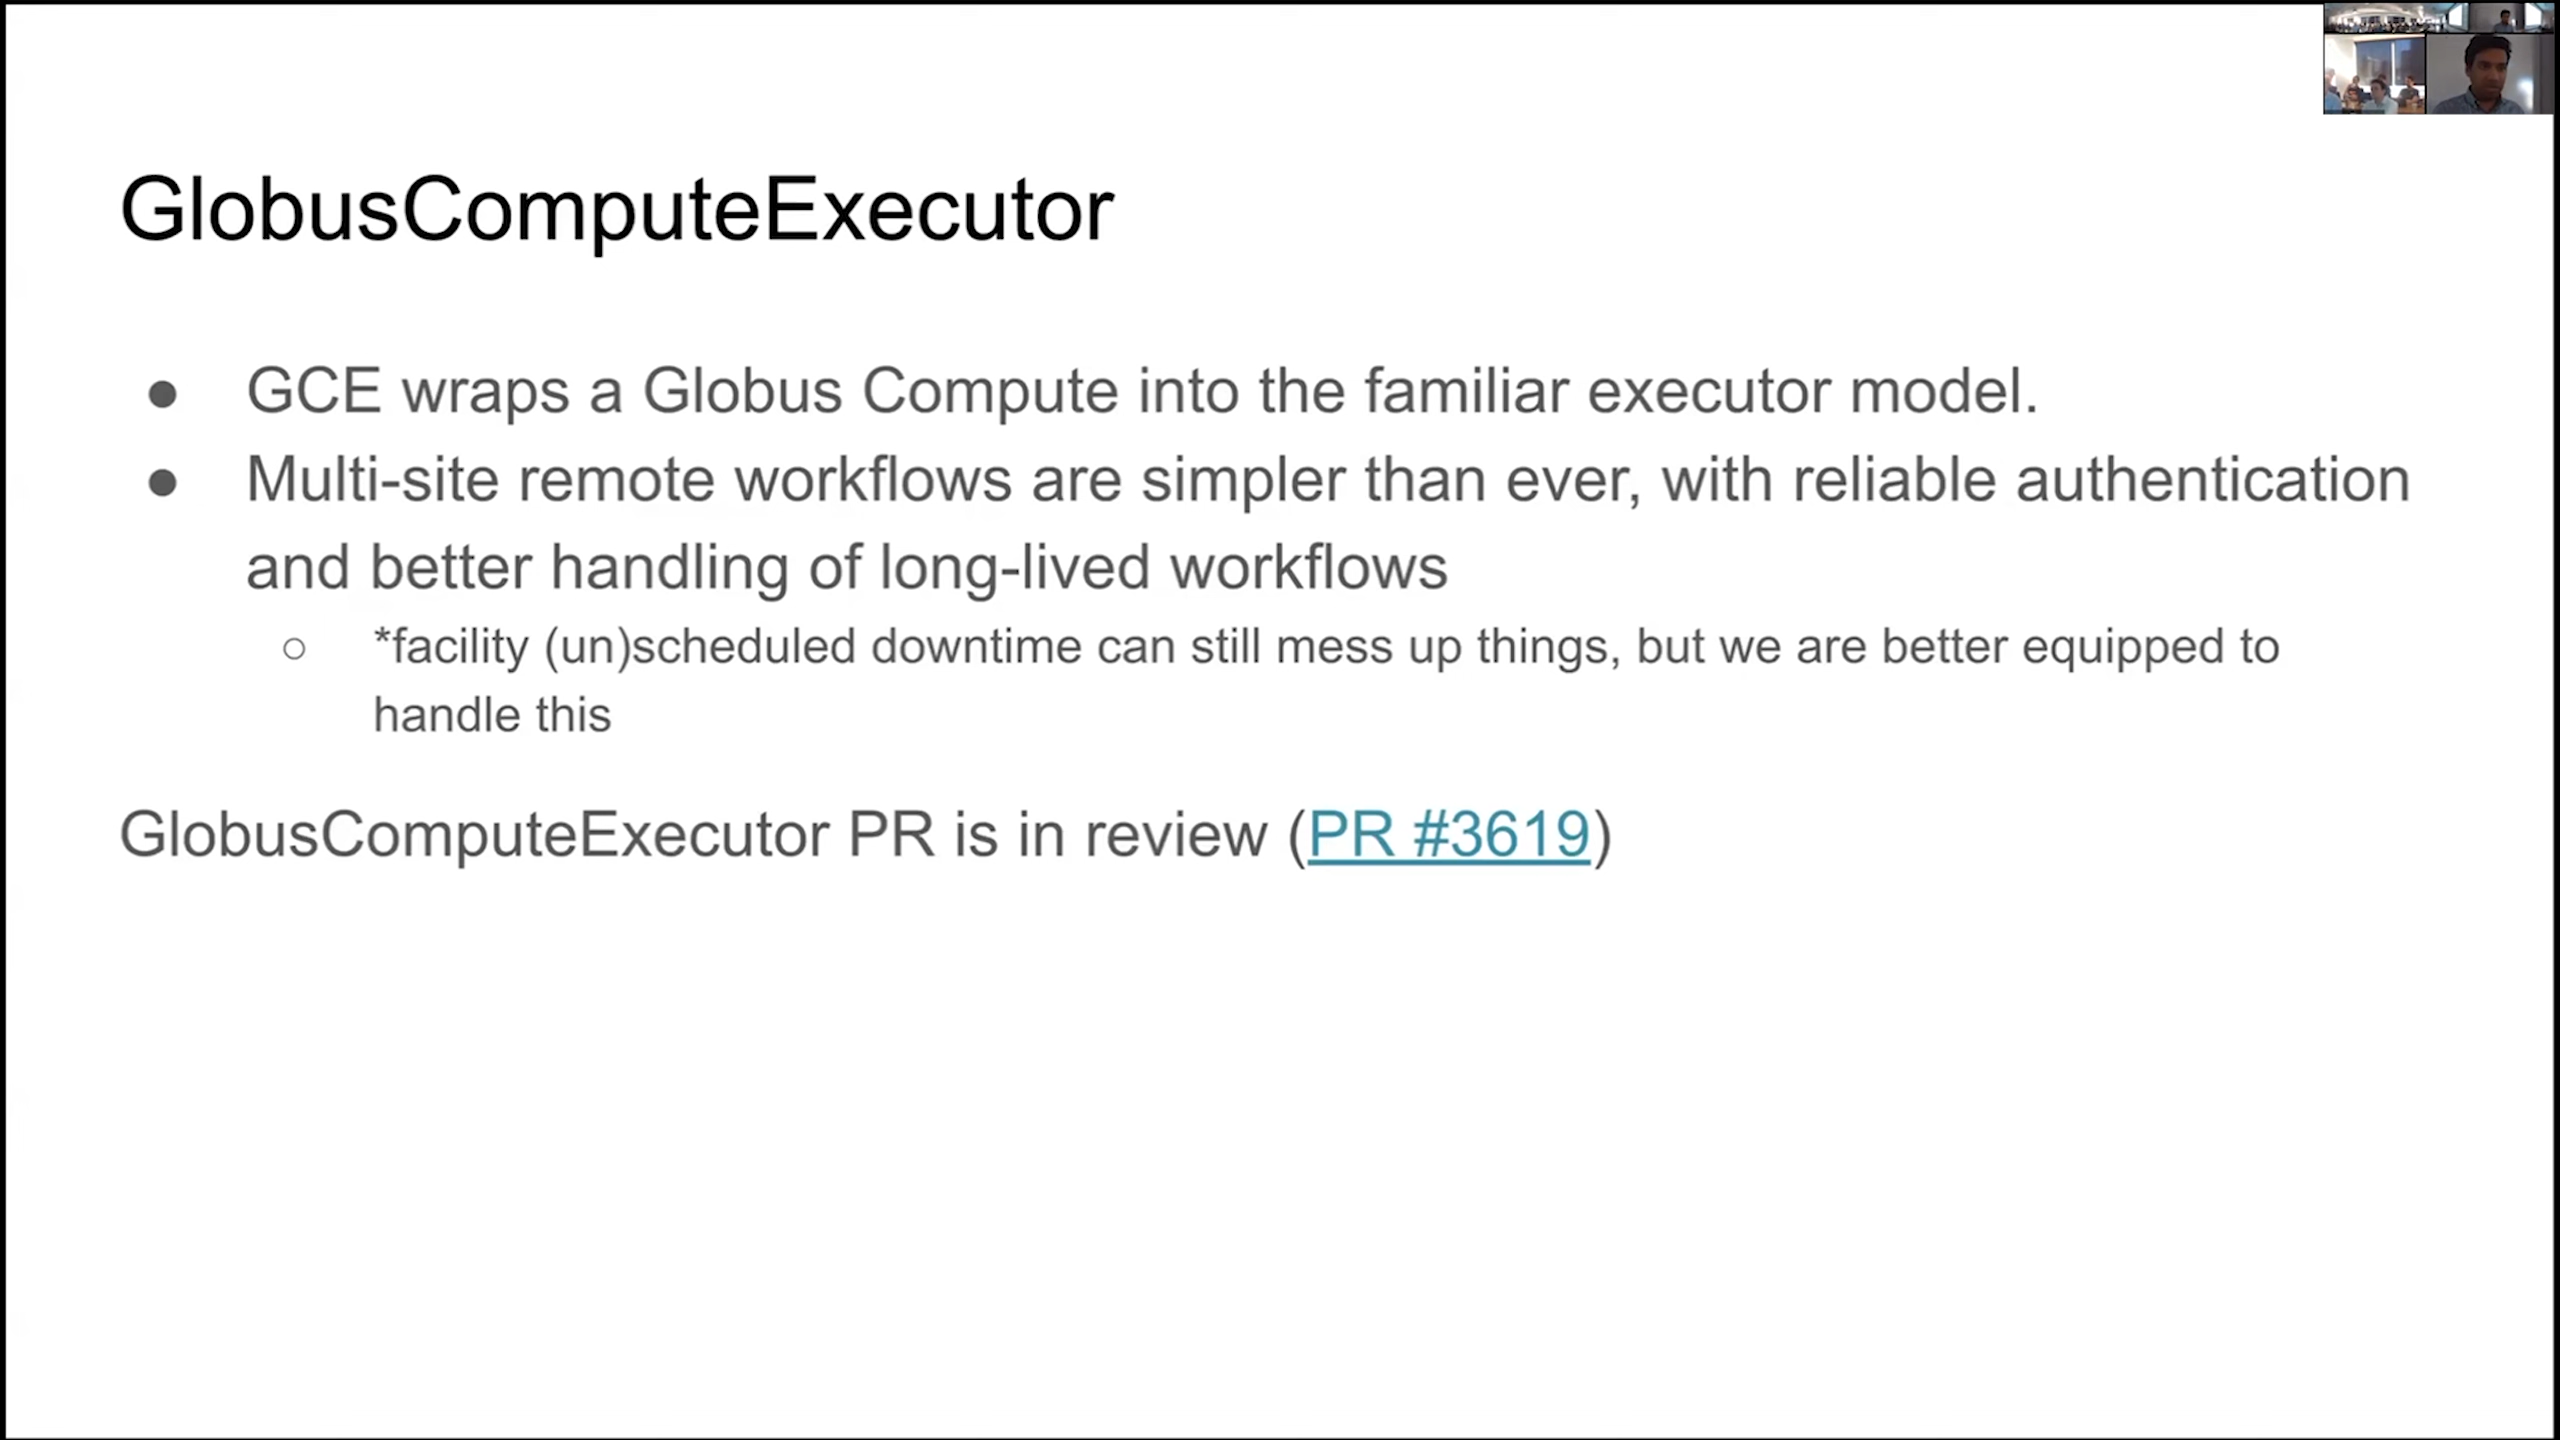 GlobusComputeExecutor
● GCE wraps a Globus Compute into the familiar executor model.
● Multi-site remote workflows are simpler than ever, with reliable authentication
and better handling of long-lived workflows
○ *facility (un)scheduled downtime can still mess up things, but we are better equipped to
handle this
GlobusComputeExecutor PR is in review (PR #3619)